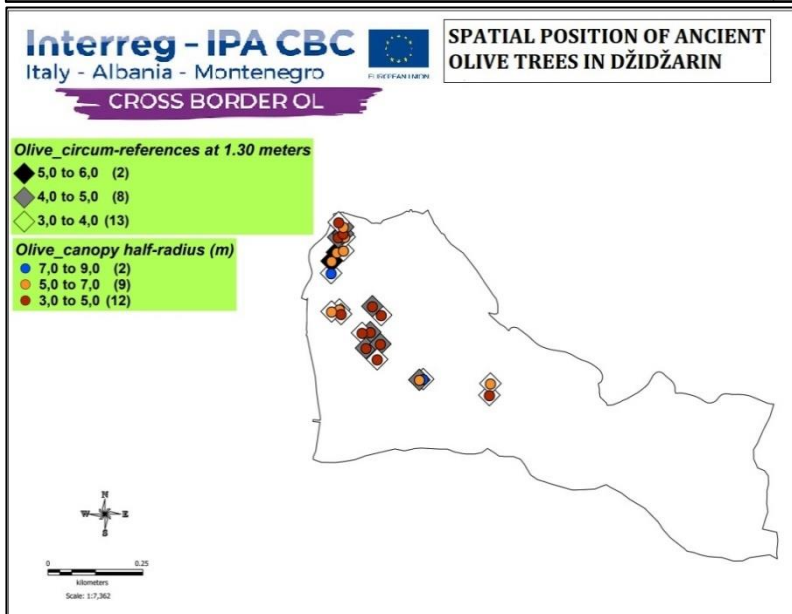 Interreg - IPA CBC
Italy - Albania - Montenegro
EUROPEAN UNION
CROSS BORDER OL
SPATIAL POSITION OF ANCIENT
OLIVE TREES IN DŽIDŽARIN
Olive_circum-references at 1.30 meters
5,0 to 6,0 (2)
4,0 to 5,0 (8)
3,0 to 4,0 (13)
Olive_canopy half-radius (m)
7,0 to 9,0 (2)
5,0 to 7,0 (9)
3,0 to 5,0 (12)
N
W E
S
0 0.25
kilometers
Scale: 1:7,362